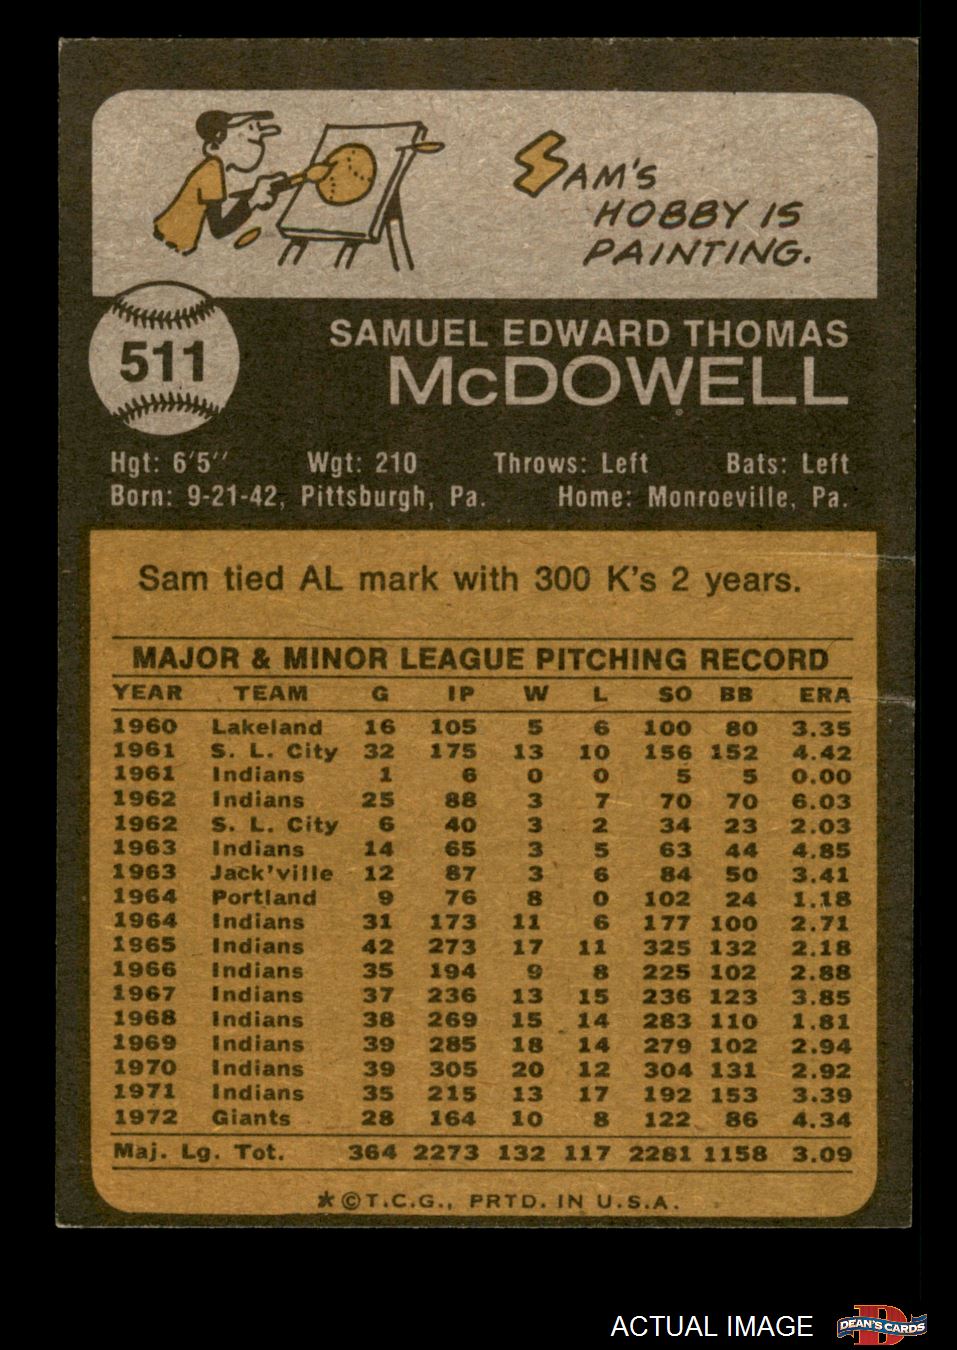 SAM'S
HOBBY IS
PAINTING.
511
SAMUEL EDWARD THOMAS
McDOWELL
Hgt: 6'5'' Wgt: 210 Throws: Left Bats: Left
Born: 9-21-42, Pittsburgh, Pa. Home: Monroeville, Pa.
Sam tied AL mark with 300 K's 2 years.
MAJOR & MINOR LEAGUE PITCHING RECORD
YEAR TEAM G IP W L SO BB ERA
1960 Lakeland 16 105 5 6 100 80 3.35
1961 S. L. City 32 175 13 10 156 152 4.42
1961 Indians 1 6 0 0 5 5 0.00
1962 Indians 25 88 3 7 70 70 6.03
1962 S. L. City 6 40 3 2 34 23 2.03
1963 Indians 14 65 3 5 63 44 4.85
1963 Jack'ville 12 87 3 6 84 50 3.41
1964 Portland 9 76 8 0 102 24 1.18
1964 Indians 31 173 11 6 177 100 2.71
1965 Indians 42 273 17 11 325 132 2.18
1966 Indians 35 194 9 8 225 102 2.88
1967 Indians 37 236 13 15 236 123 3.85
1968 Indians 38 269 15 14 283 110 1.81
1969 Indians 39 285 18 14 279 102 2.94
1970 Indians 39 305 20 12 304 131 2.92
1971 Indians 35 215 13 17 192 153 3.39
1972 Giants 28 164 10 8 122 86 4.34
Maj. Lg. Tot. 364 2273 132 117 2281 1158 3.09
*©T.C.G., PRTD. IN U.S.A.
ACTUAL IMAGE
D
DEAN'S CARDS